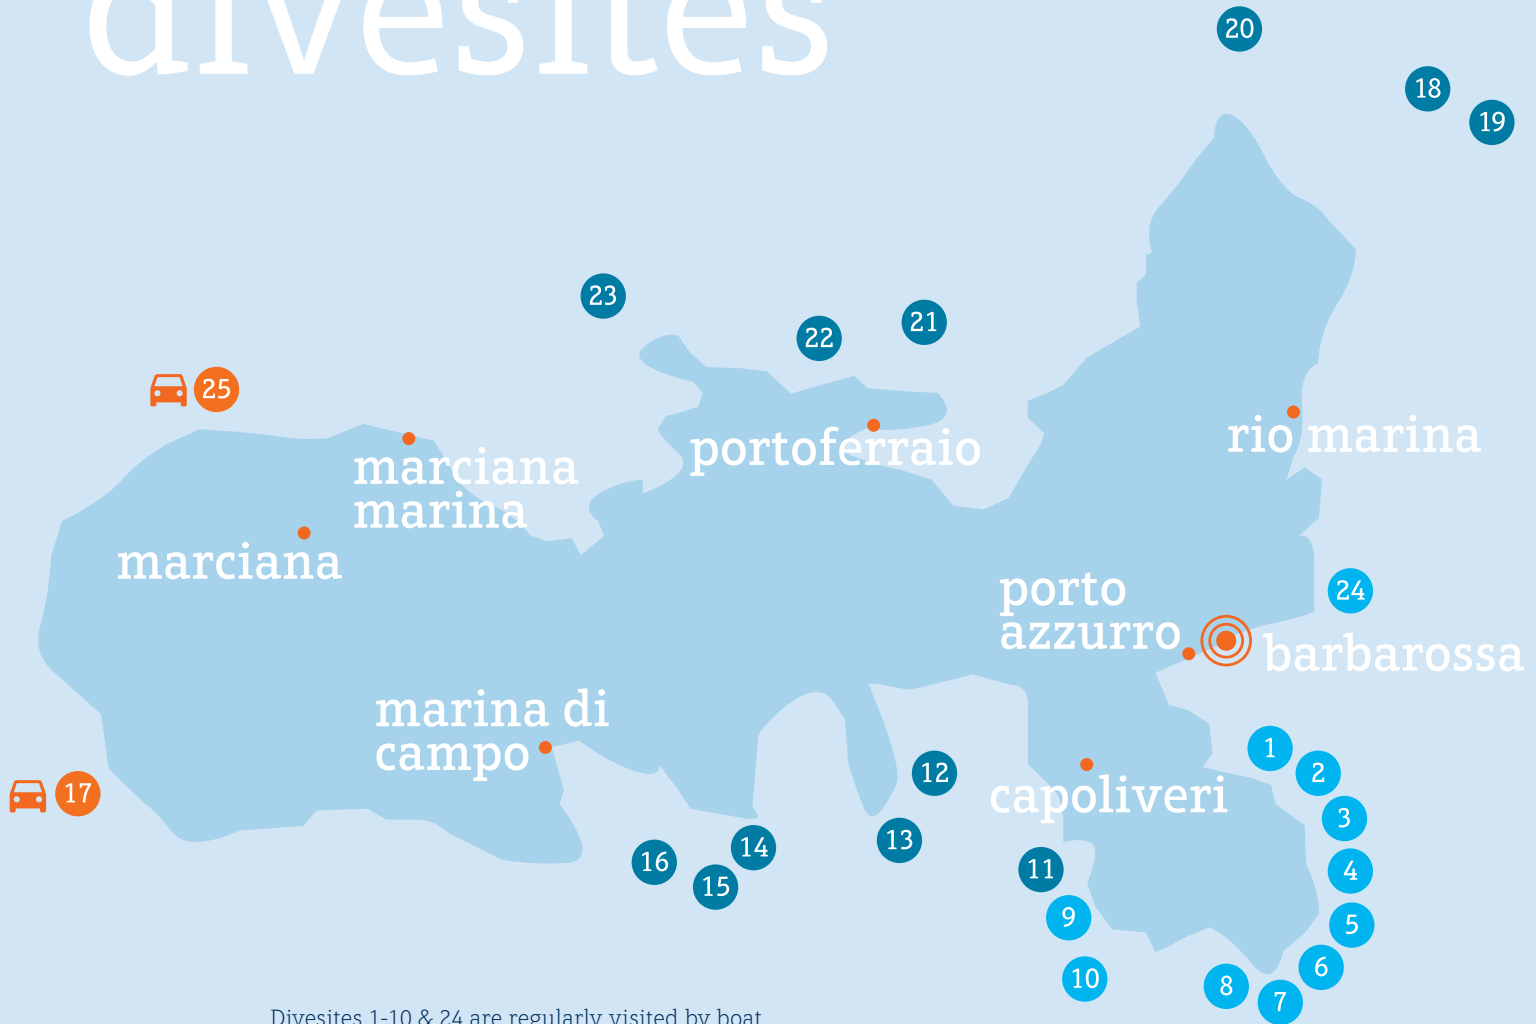 divesites
20
18
19
23
22
21
25
portoferraio
rio marina
marciana
marina
marciana
porto
azzurro
24
barbarossa
marina di
campo
17
12
capoliveri
1
2
3
4
5
6
7
8
9
10
11
13
14
15
16
Divesites 1-10 & 24 are regularly visited by boat